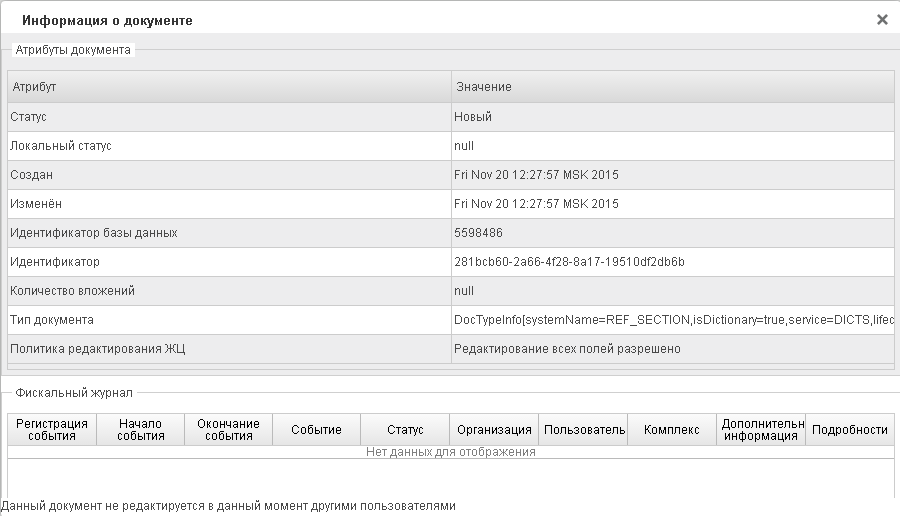 Информация о документе
Атрибуты документа
Атрибут Значение
Статус Новый
Локальный статус null
Создан Fri Nov 20 12:27:57 MSK 2015
Изменён Fri Nov 20 12:27:57 MSK 2015
Идентификатор базы данных 5598486
Идентификатор 281bcb60-2a66-4f28-8a17-19510df2db6b
Количество вложений null
Тип документа DocTypeInfo[systemName=REF_SECTION,isDictionary=true,service=DICTS,lifec
Политика редактирования ЖЦ Редактирование всех полей разрешено
Фискальный журнал
Регистрация события Начало события Окончание события Событие Статус Организация Пользователь Комплекс Дополнительн информация Подробности
Нет данных для отображения
Данный документ не редактируется в данный момент другими пользователями